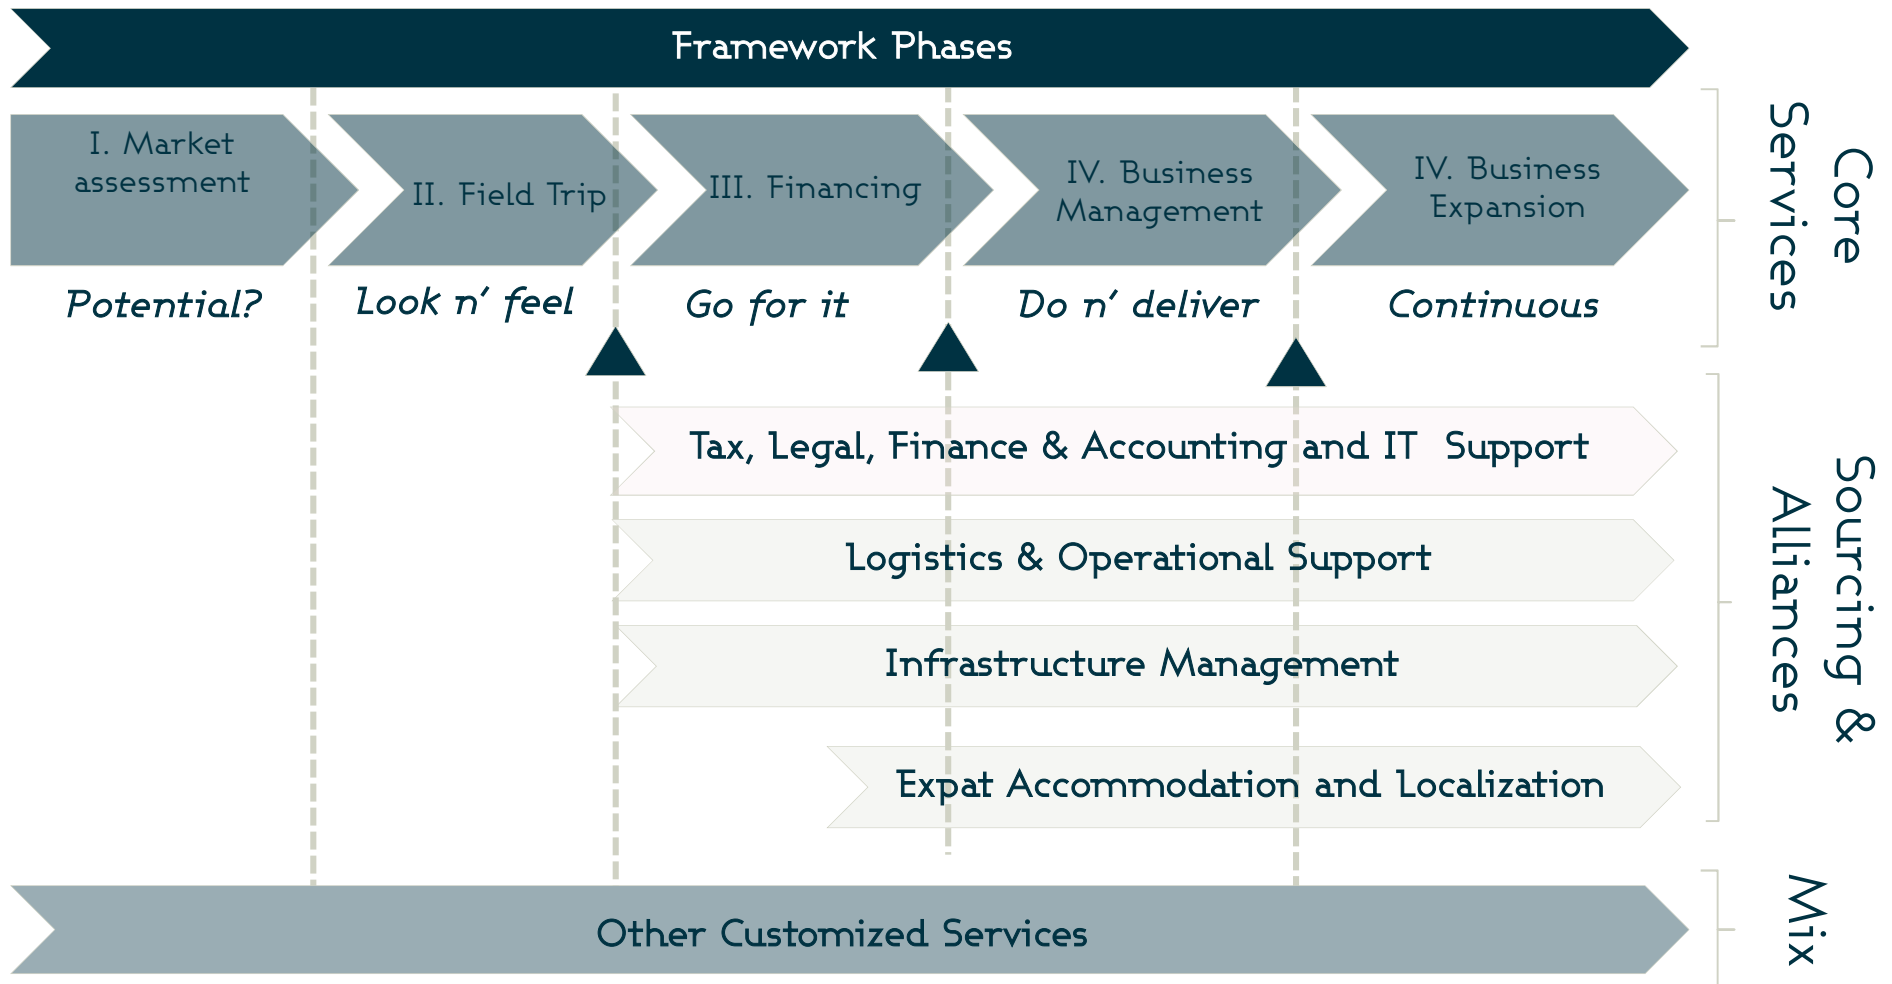 Framework Phases
I. Market
assessment
II. Field Trip
III. Financing
IV. Business
Management
IV. Business
Expansion
Potential?
Look n' feel
Go for it
Do n' deliver
Continuous
Core
Services
Tax, Legal, Finance & Accounting and IT Support
Logistics & Operational Support
Infrastructure Management
Expat Accommodation and Localization
Sourcing &
Alliances
Other Customized Services
Mix